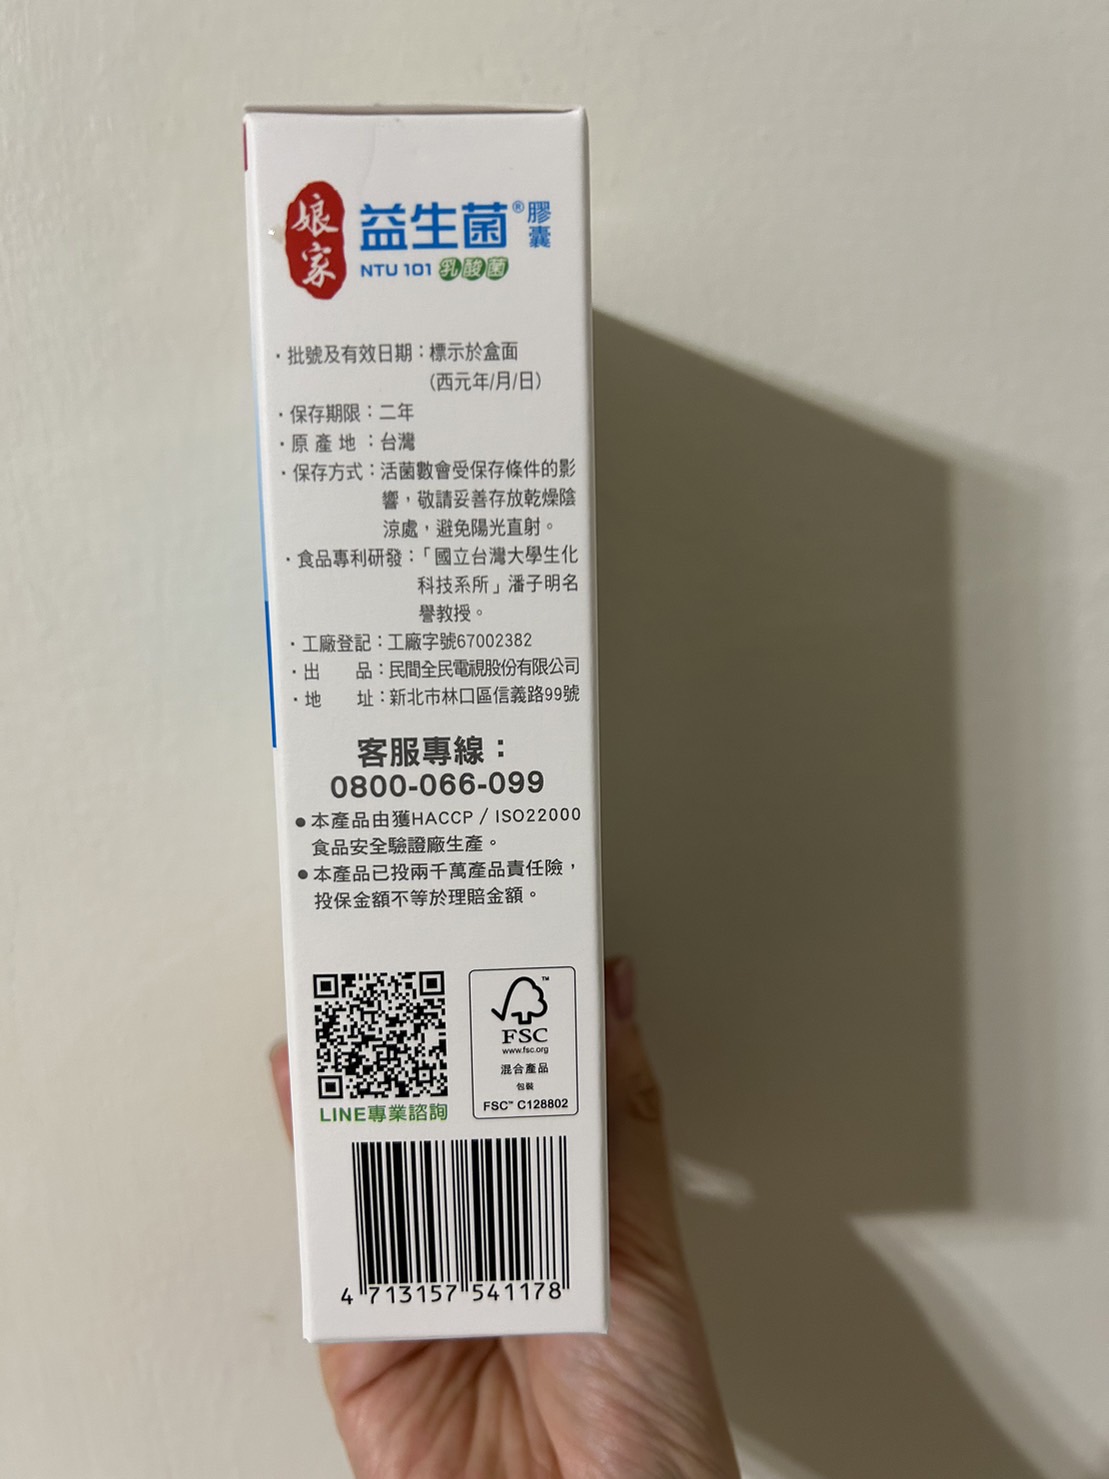 娘家
益生菌®膠囊
NTU 101 乳酸菌
・批號及有效日期：標示於盒面
(西元年/月/日)
・保存期限：二年
・原產地：台灣
・保存方式：活菌數會受保存條件的影
響，敬請妥善存放乾燥陰
涼處，避免陽光直射。
・食品專利研發：「國立台灣大學生化
科技系所」潘子明名
譽教授。
・工廠登記：工廠字號67002382
・出　　品：民間全民電視股份有限公司
・地　　址：新北市林口區信義路99號
客服專線：
0800-066-099
●本產品由獲HACCP / ISO22000
食品安全驗證廠生產。
●本產品已投兩千萬產品責任險，
投保金額不等於理賠金額。
LINE專業諮詢
™
FSC
www.fsc.org
混合產品
包裝
FSC™ C128802
4 713157 541178